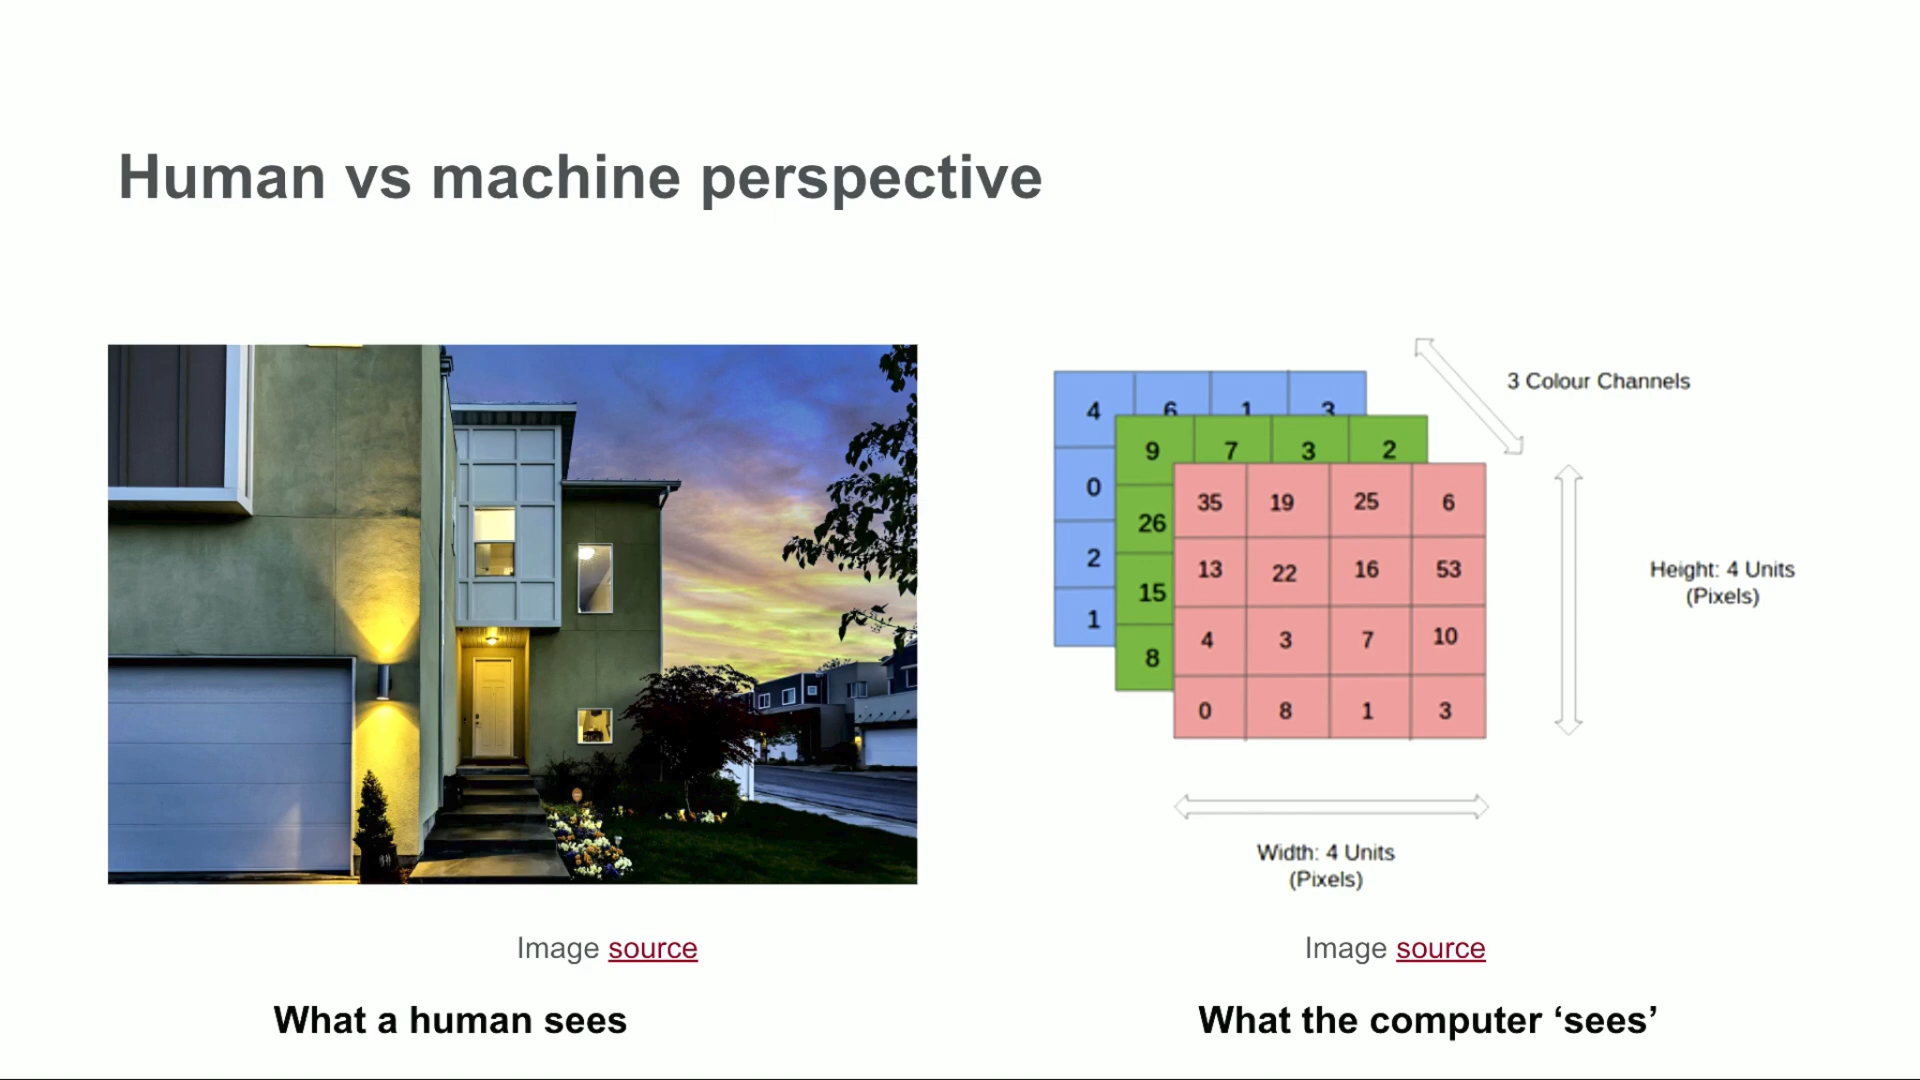 Human vs machine perspective
3 Colour Channels
4 6 1 3
9 7 3 2
0
35 19 25 6
26
2
13 22 16 53
15
1
4 3 7 10
8
0 8 1 3
Height: 4 Units
(Pixels)
Width: 4 Units
(Pixels)
Image source
Image source
What a human sees
What the computer ‘sees’